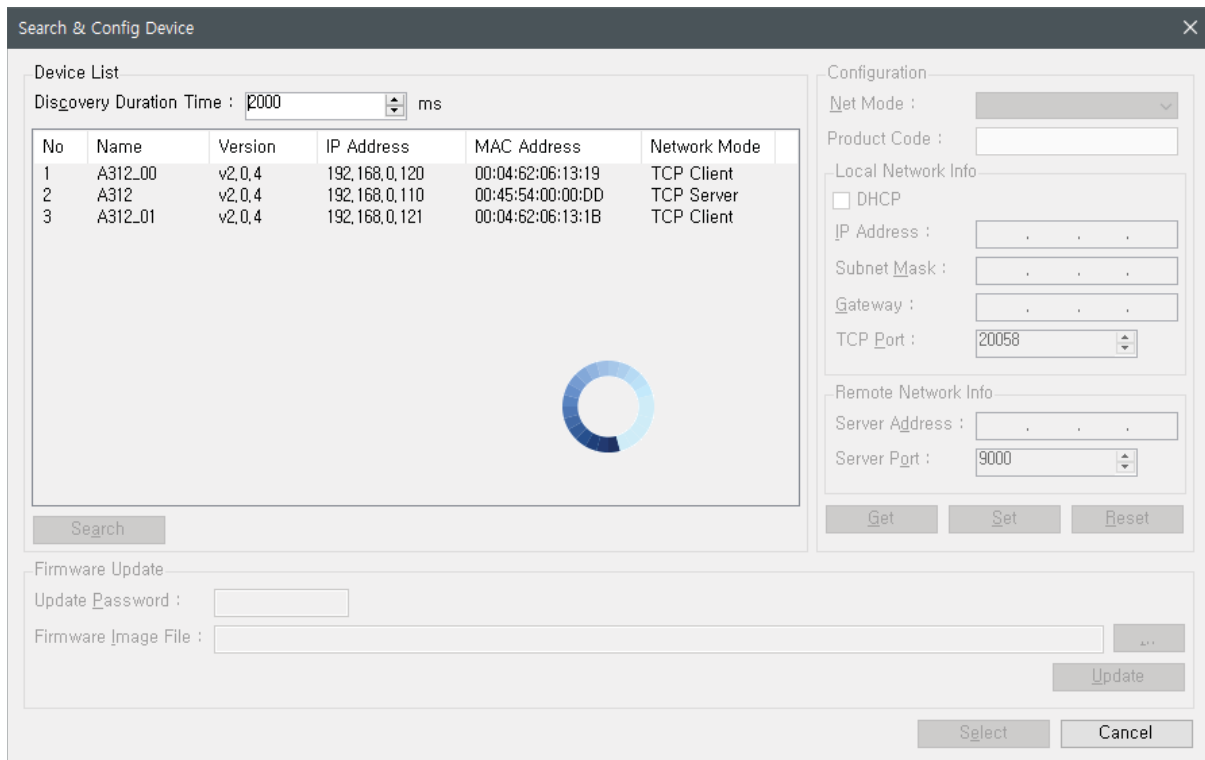 Search & Config Device
Device List
Discovery Duration Time : 2000 ms
No Name Version IP Address MAC Address Network Mode
1 A312_00 v2.0.4 192.168.0.120 00:04:62:06:13:19 TCP Client
2 A312 v2.0.4 192.168.0.110 00:45:54:00:00:DD TCP Server
3 A312_01 v2.0.4 192.168.0.121 00:04:62:06:13:1B TCP Client
Search
Configuration
Net Mode :
Product Code :
Local Network Info
DHCP
IP Address : . . .
Subnet Mask : . . .
Gateway : . . .
TCP Port : 20058
Remote Network Info
Server Address : . . .
Server Port : 9000
Get Set Reset
Firmware Update
Update Password :
Firmware Image File : ...
Update
Select Cancel